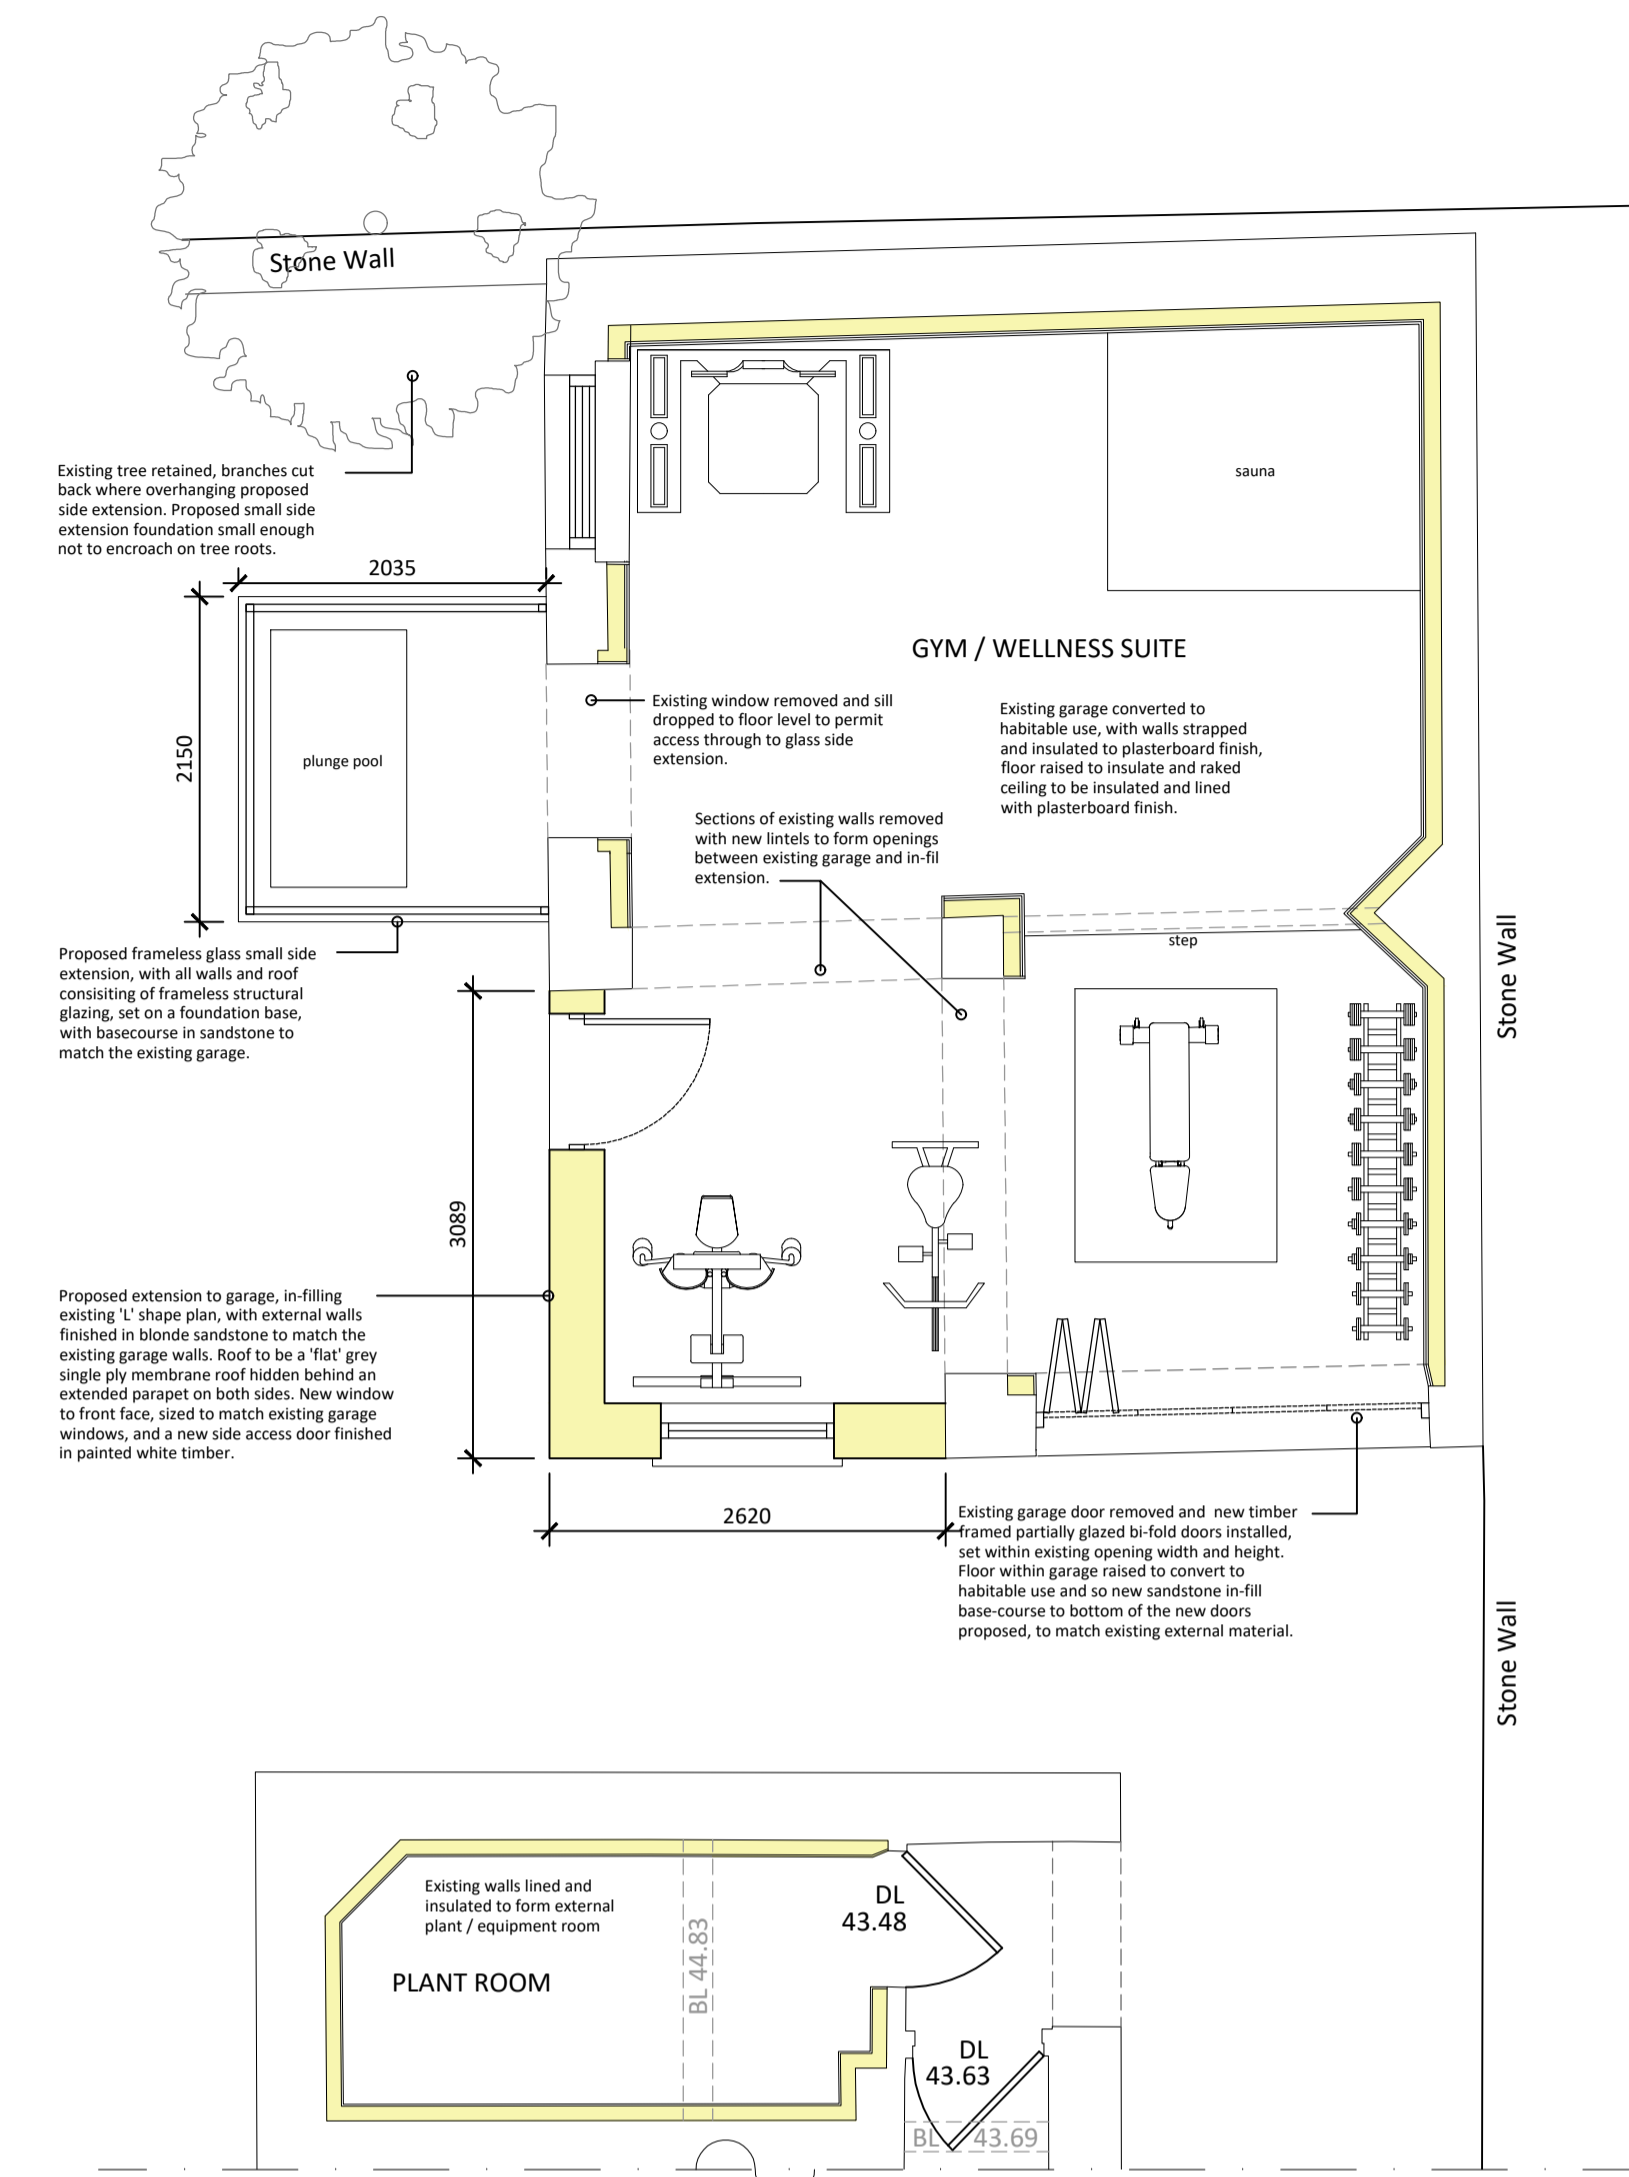 Stone Wall
Existing tree retained, branches cut
back where overhanging proposed
side extension. Proposed small side
extension foundation small enough
not to encroach on tree roots.
2035
2150
plunge pool
sauna
GYM / WELLNESS SUITE
Existing window removed and sill
dropped to floor level to permit
access through to glass side
extension.
Existing garage converted to
habitable use, with walls strapped
and insulated to plasterboard finish,
floor raised to insulate and raked
ceiling to be insulated and lined
with plasterboard finish.
Sections of existing walls removed
with new lintels to form openings
between existing garage and in-fil
extension.
step
Stone Wall
Proposed frameless glass small side
extension, with all walls and roof
consisiting of frameless structural
glazing, set on a foundation base,
with basecourse in sandstone to
match the existing garage.
3089
Proposed extension to garage, in-filling
existing 'L' shape plan, with external walls
finished in blonde sandstone to match the
existing garage walls. Roof to be a 'flat' grey
single ply membrane roof hidden behind an
extended parapet on both sides. New window
to front face, sized to match existing garage
windows, and a new side access door finished
in painted white timber.
2620
Existing garage door removed and new timber
framed partially glazed bi-fold doors installed,
set within existing opening width and height.
Floor within garage raised to convert to
habitable use and so new sandstone in-fill
base-course to bottom of the new doors
proposed, to match existing external material.
Stone Wall
Existing walls lined and
insulated to form external
plant / equipment room
PLANT ROOM
BL 44.83
DL
43.48
DL
43.63
BL 43.69